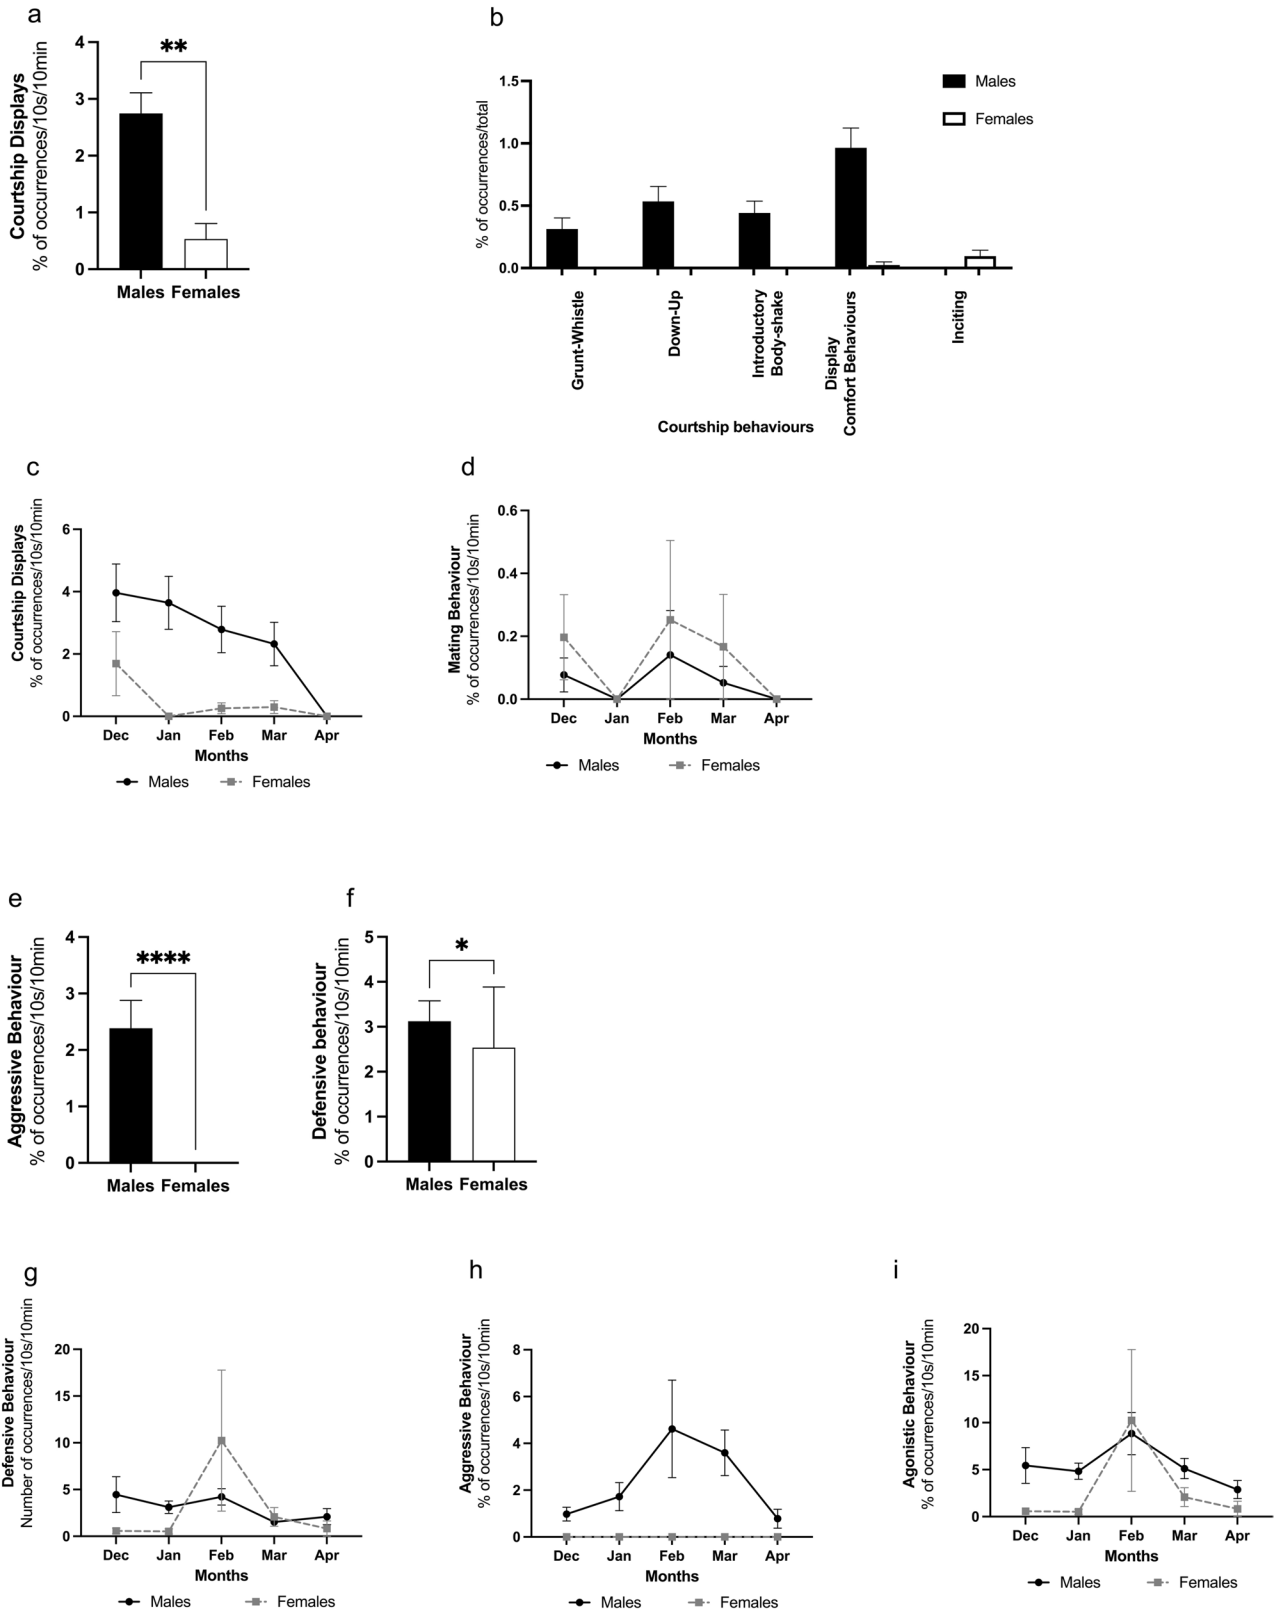 a
Courtship Displays
% of occurrences/10s/10min
4
3
2
1
0
**
Males Females
b
% of occurrences/total
1.5
1.0
0.5
0.0
Males
Females
Grunt-Whistle
Down-Up
Introductory
Body-shake
Display
Comfort Behaviours
Inciting
Courtship behaviours
c
Courtship Displays
% of occurrences/10s/10min
6
4
2
0
Dec Jan Feb Mar Apr
Months
Males Females
d
Mating Behaviour
% of occurrences/10s/10min
0.6
0.4
0.2
0.0
Dec Jan Feb Mar Apr
Months
Males Females
e
Aggressive Behaviour
% of occurrences/10s/10min
4
3
2
1
0
****
Males Females
f
Defensive behaviour
% of occurrences/10s/10min
5
4
3
2
1
0
*
Males Females
g
Defensive Behaviour
Number of occurrences/10s/10min
20
15
10
5
0
Dec Jan Feb Mar Apr
Months
Males Females
h
Aggressive Behaviour
% of occurrences/10s/10min
8
6
4
2
0
Dec Jan Feb Mar Apr
Months
Males Females
i
Agonistic Behaviour
% of occurrences/10s/10min
20
15
10
5
0
Dec Jan Feb Mar Apr
Months
Males Females